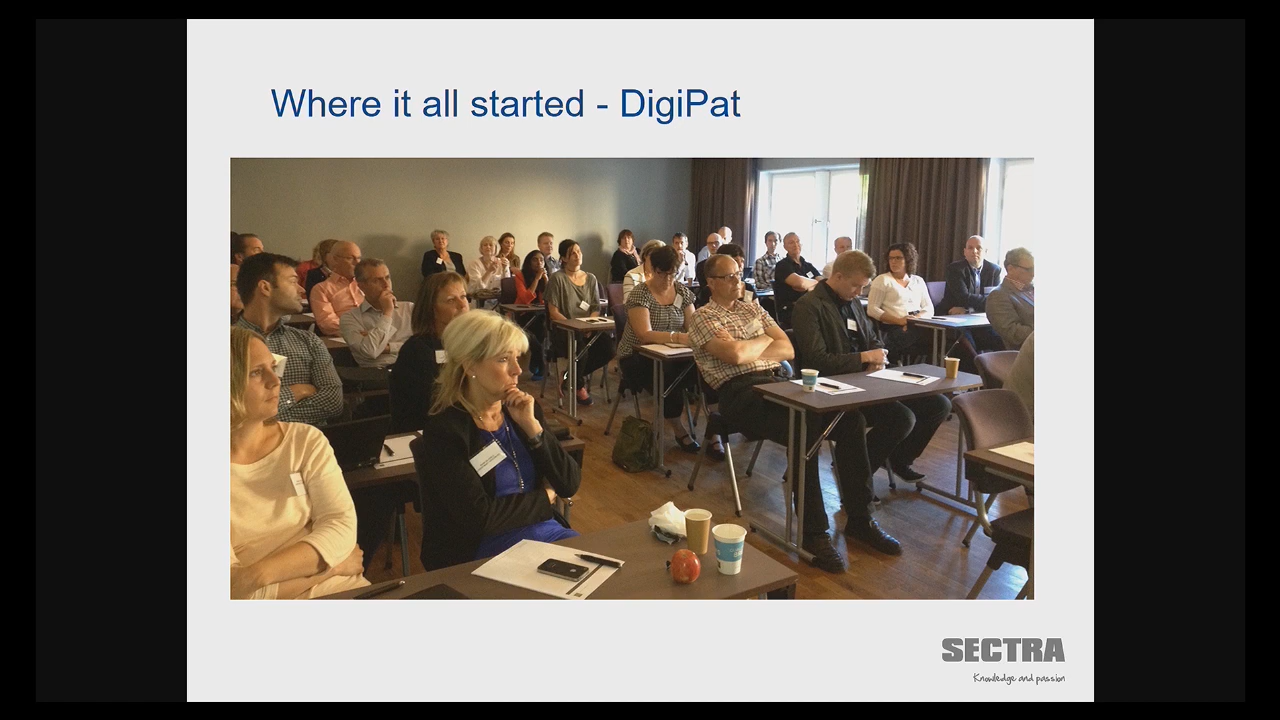 Where it all started - DigiPat
SECTRA
Knowledge and passion